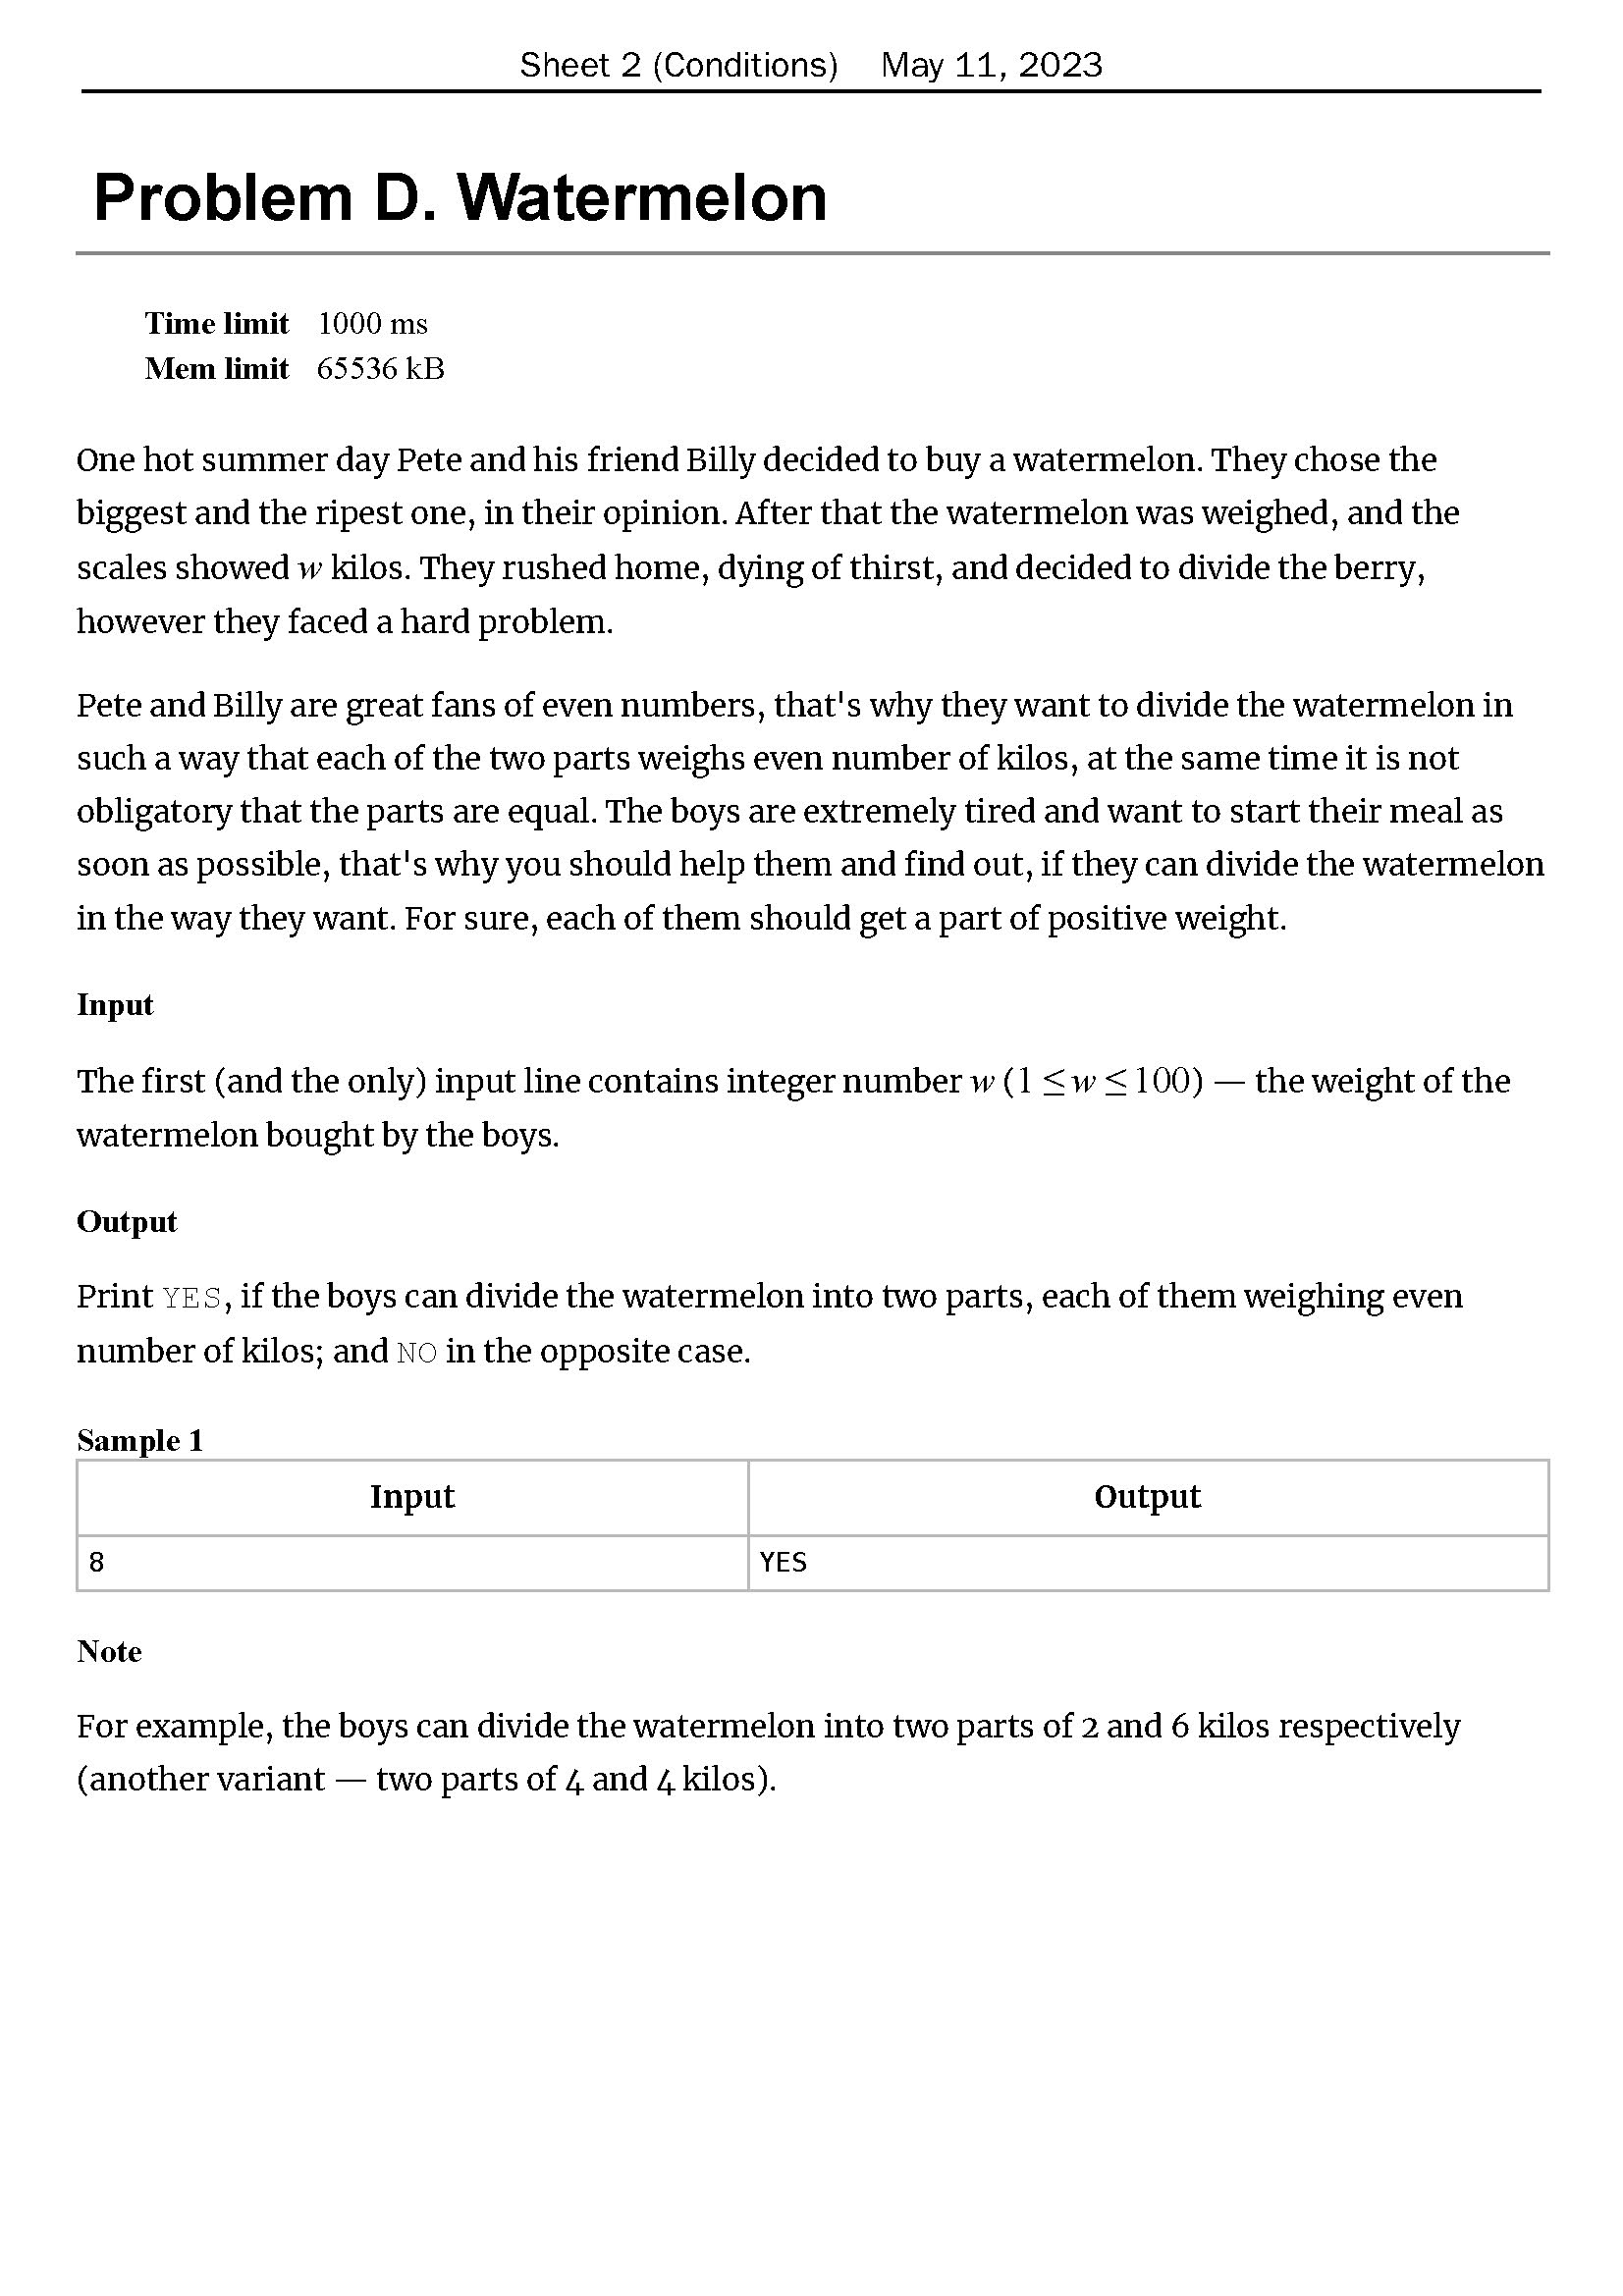 Sheet 2 (Conditions) May 11, 2023
Problem D. Watermelon
Time limit 1000 ms
Mem limit 65536 kB
One hot summer day Pete and his friend Billy decided to buy a watermelon. They chose the
biggest and the ripest one, in their opinion. After that the watermelon was weighed, and the
scales showed w kilos. They rushed home, dying of thirst, and decided to divide the berry,
however they faced a hard problem.
Pete and Billy are great fans of even numbers, that's why they want to divide the watermelon in
such a way that each of the two parts weighs even number of kilos, at the same time it is not
obligatory that the parts are equal. The boys are extremely tired and want to start their meal as
soon as possible, that's why you should help them and find out, if they can divide the watermelon
in the way they want. For sure, each of them should get a part of positive weight.
Input
The first (and the only) input line contains integer number w (1 ≤ w ≤ 100) — the weight of the
watermelon bought by the boys.
Output
Print YES, if the boys can divide the watermelon into two parts, each of them weighing even
number of kilos; and NO in the opposite case.
Sample 1
Input Output
8 YES
Note
For example, the boys can divide the watermelon into two parts of 2 and 6 kilos respectively
(another variant — two parts of 4 and 4 kilos).